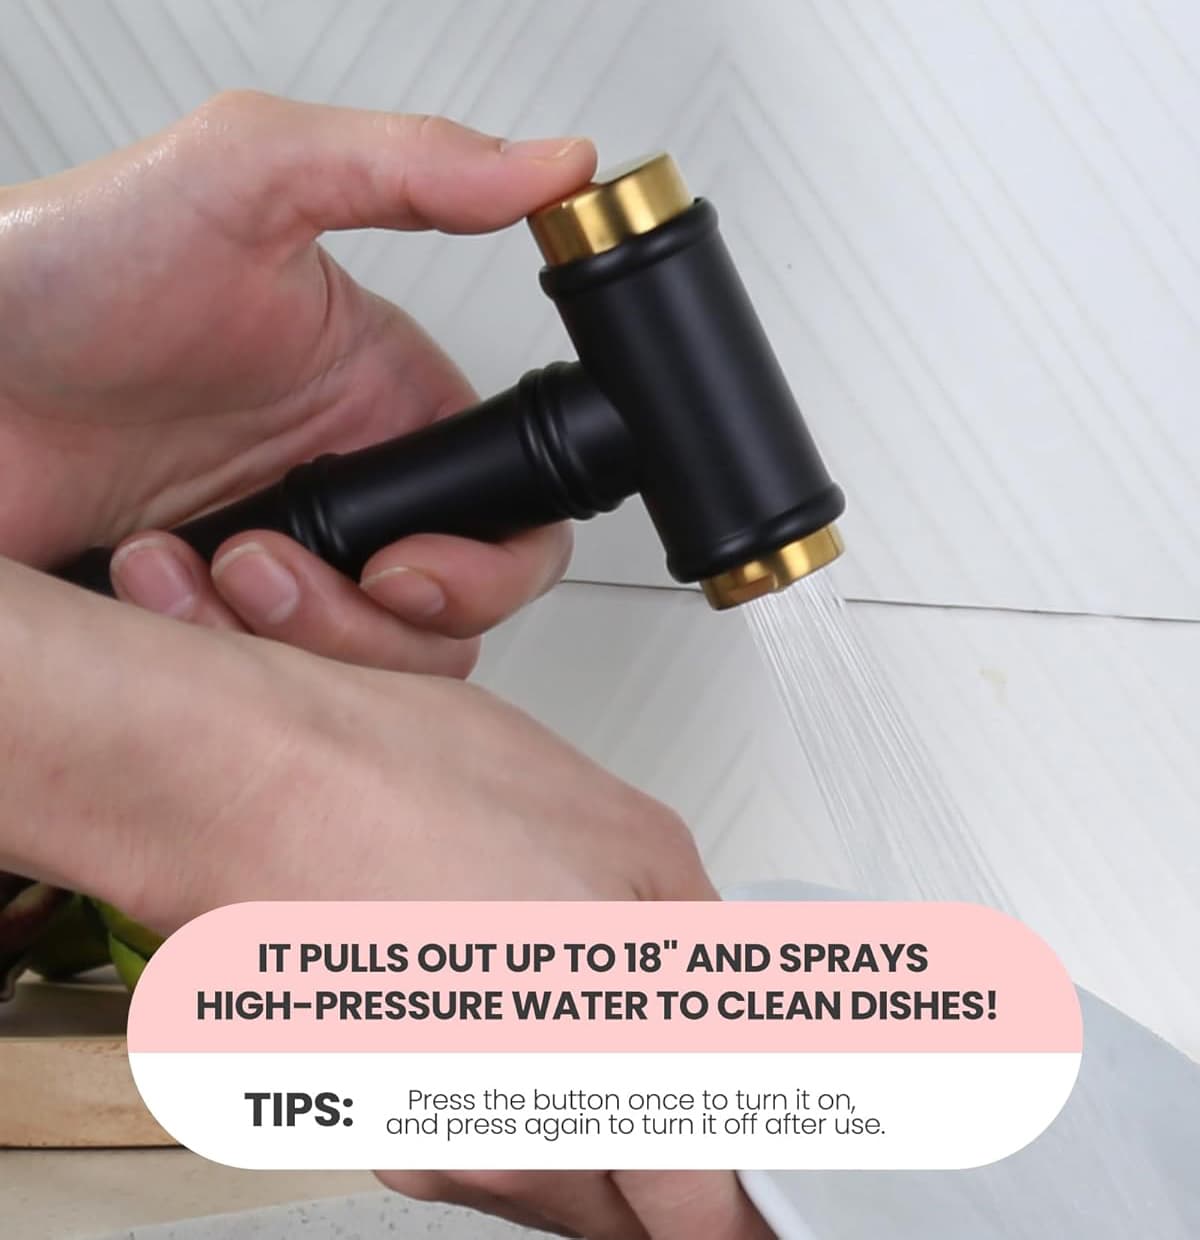 IT PULLS OUT UP TO 18" AND SPRAYS
HIGH-PRESSURE WATER TO CLEAN DISHES!
TIPS:
Press the button once to turn it on,
and press again to turn it off after use.